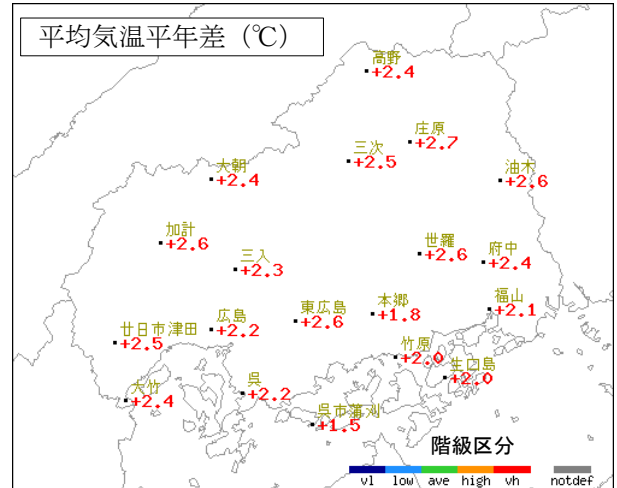 平均気温平年差（℃）
高野
+2.4
庄原
+2.7
三次
+2.5
大朝
+2.4
油木
+2.6
加計
+2.6
三入
+2.3
世羅
+2.6
府中
+2.4
福山
+2.1
本郷
+1.8
東広島
+2.6
広島
+2.2
廿日市津田
+2.5
竹原
+2.0
生口島
+2.0
大竹
+2.4
呉
+2.2
呉市蒲刈
+1.5
階級区分
vl low ave high vh notdef